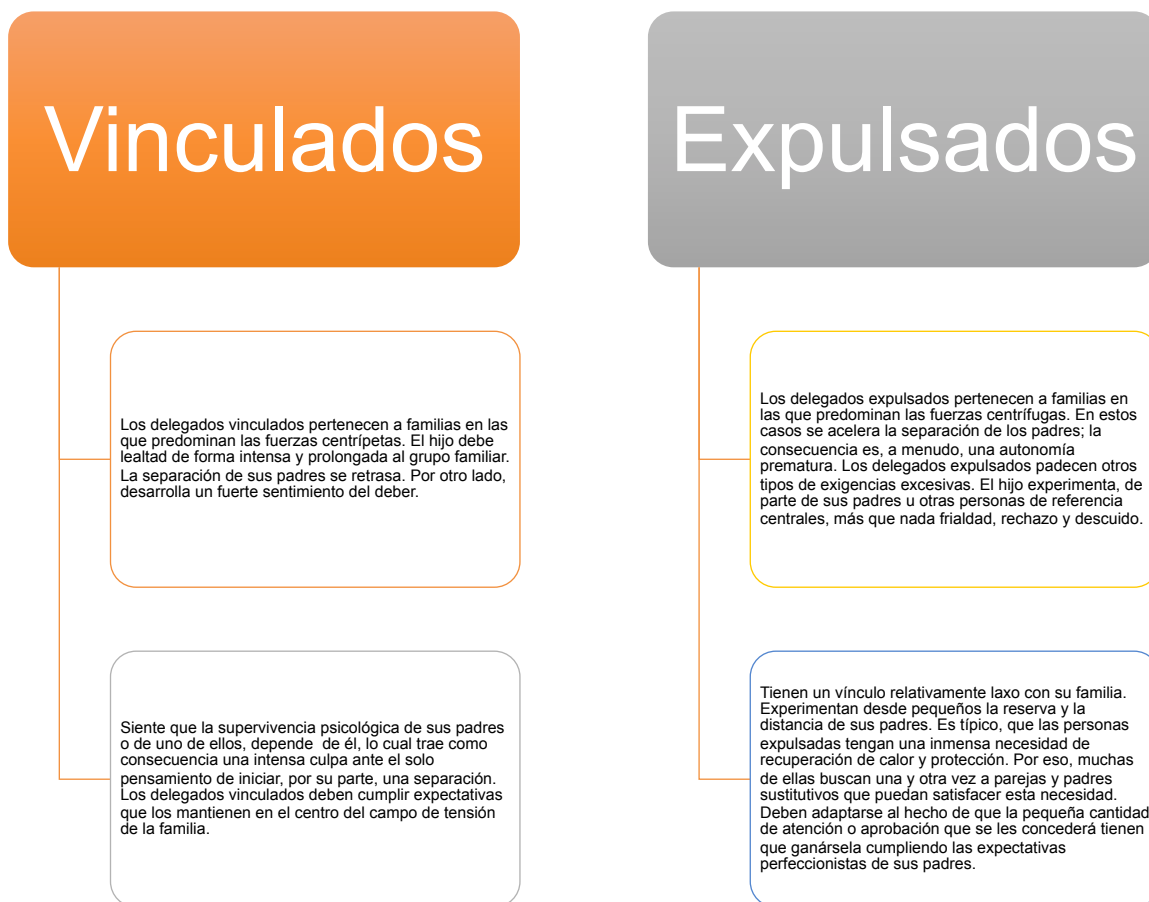 Vinculados
Los delegados vinculados pertenecen a familias en las
que predominan las fuerzas centrípetas. El hijo debe
lealtad de forma intensa y prolongada al grupo familiar.
La separación de sus padres se retrasa. Por otro lado,
desarrolla un fuerte sentimiento del deber.
Siente que la supervivencia psicológica de sus padres
o de uno de ellos, depende  de él, lo cual trae como
consecuencia una intensa culpa ante el solo
pensamiento de iniciar, por su parte, una separación.
Los delegados vinculados deben cumplir expectativas
que los mantienen en el centro del campo de tensión
de la familia.
Expulsados
Los delegados expulsados pertenecen a familias en
las que predominan las fuerzas centrífugas. En estos
casos se acelera la separación de los padres; la
consecuencia es, a menudo, una autonomía
prematura. Los delegados expulsados padecen otros
tipos de exigencias excesivas. El hijo experimenta, de
parte de sus padres u otras personas de referencia
centrales, más que nada frialdad, rechazo y descuido.
Tienen un vínculo relativamente laxo con su familia.
Experimentan desde pequeños la reserva y la
distancia de sus padres. Es típico, que las personas
expulsadas tengan una inmensa necesidad de
recuperación de calor y protección. Por eso, muchas
de ellas buscan una y otra vez a parejas y padres
sustitutivos que puedan satisfacer esta necesidad.
Deben adaptarse al hecho de que la pequeña cantidad
de atención o aprobación que se les concederá tienen
que ganársela cumpliendo las expectativas
perfeccionistas de sus padres.